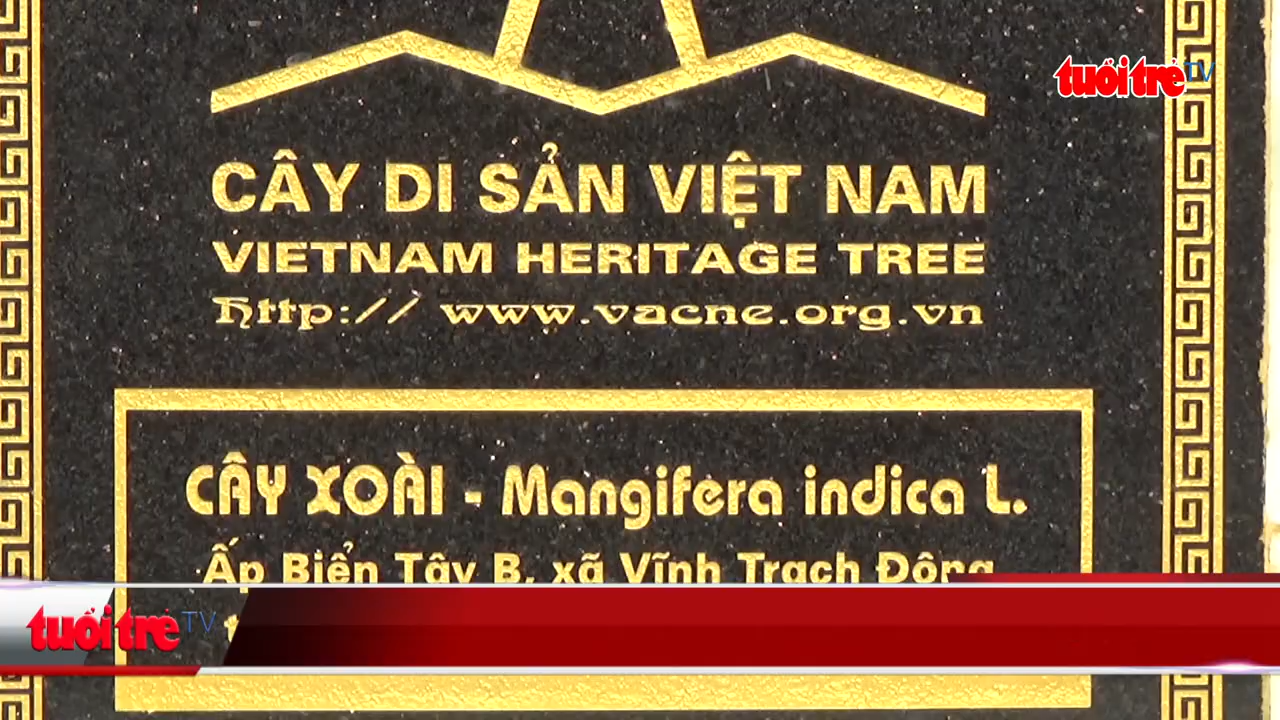 tuổi trẻ TV
CÂY DI SẢN VIỆT NAM
VIETNAM HERITAGE TREE
http:// www.vacne.org.vn
CÂY XOÀI - Mangifera indica L.
Ấp Biển Tây B, xã Vĩnh Trạch Đông
tuổi trẻ TV